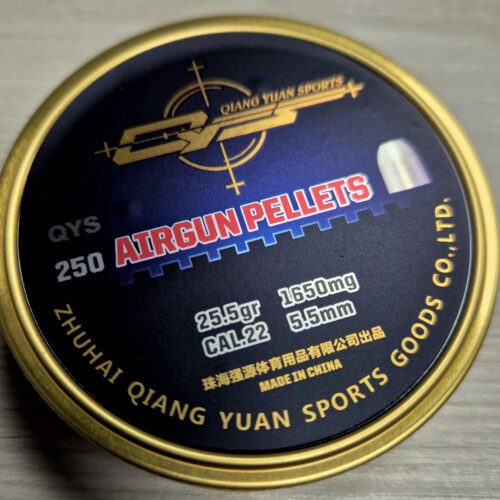 QIANG YUAN SPORTS
QYS
QYS
250 AIRGUN PELLETS
25.5gr 1650mg
CAL.22 5.5mm
珠海强源体育用品有限公司出品
MADE IN CHINA
ZHUHAI QIANG YUAN SPORTS GOODS CO.,LTD.